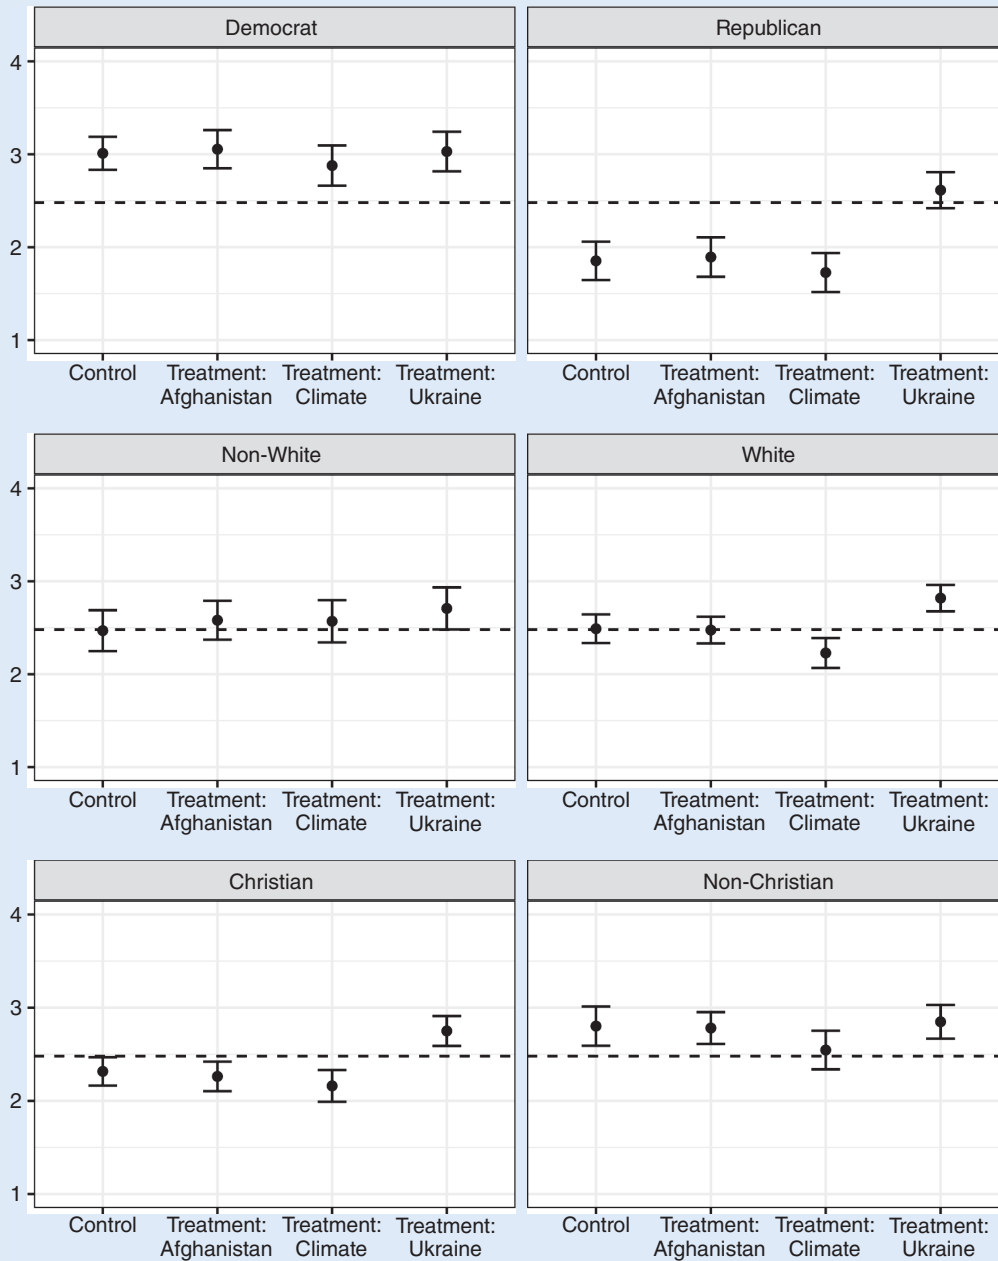 Democrat
Republican
4
3
2
1
Control
Treatment:
Afghanistan
Treatment:
Climate
Treatment:
Ukraine
Control
Treatment:
Afghanistan
Treatment:
Climate
Treatment:
Ukraine
Non-White
White
4
3
2
1
Control
Treatment:
Afghanistan
Treatment:
Climate
Treatment:
Ukraine
Control
Treatment:
Afghanistan
Treatment:
Climate
Treatment:
Ukraine
Christian
Non-Christian
4
3
2
1
Control
Treatment:
Afghanistan
Treatment:
Climate
Treatment:
Ukraine
Control
Treatment:
Afghanistan
Treatment:
Climate
Treatment:
Ukraine